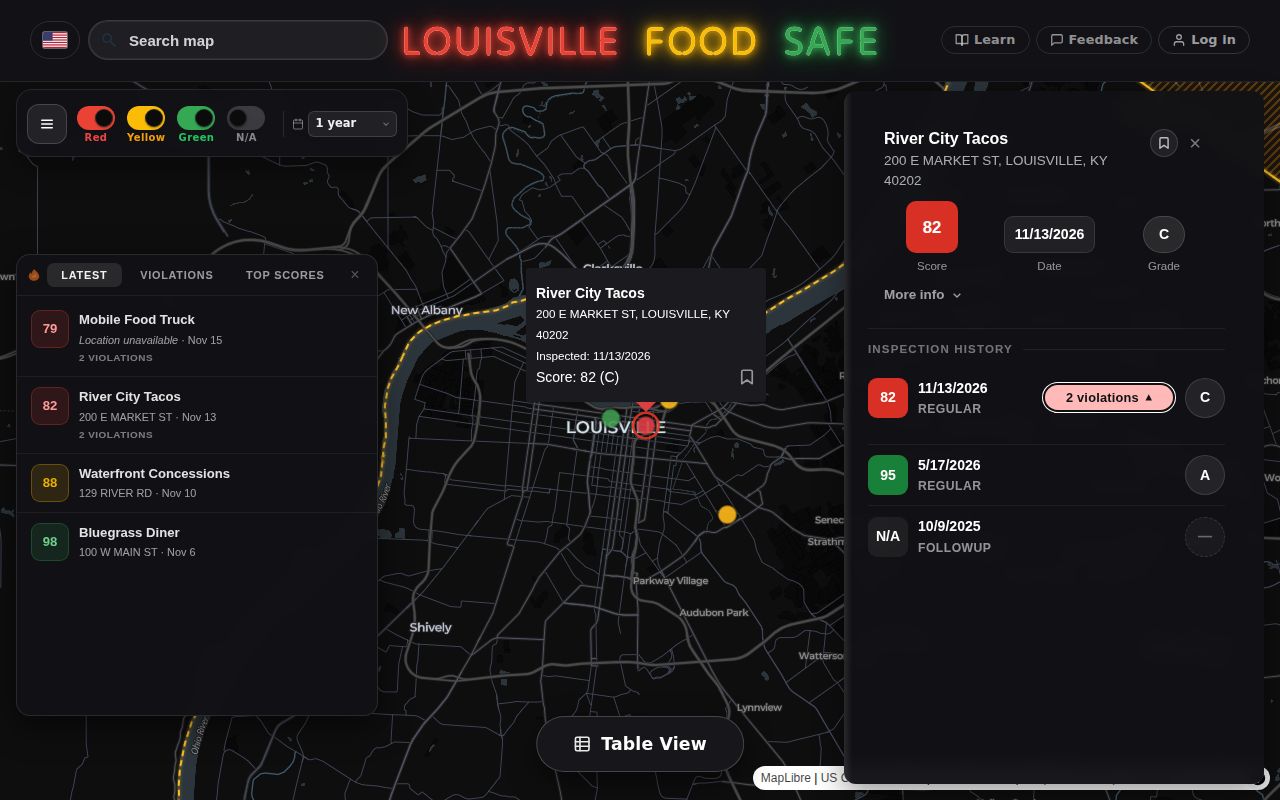 Search map
LOUISVILLE FOOD SAFE
Learn
Feedback
Log In
Red
Yellow
Green
N/A
1 year
LATEST
VIOLATIONS
TOP SCORES
79
Mobile Food Truck
Location unavailable · Nov 15
2 VIOLATIONS
82
River City Tacos
200 E MARKET ST · Nov 13
2 VIOLATIONS
88
Waterfront Concessions
129 RIVER RD · Nov 10
98
Bluegrass Diner
100 W MAIN ST · Nov 6
Clarksville
New Albany
River City Tacos
200 E MARKET ST, LOUISVILLE, KY
40202
Inspected: 11/13/2026
Score: 82 (C)
LOUISVILLE
Parkway Village
Audubon Park
Shively
Lynnview
Ohio River
Table View
MapLibre | US
River City Tacos
200 E MARKET ST, LOUISVILLE, KY
40202
82
11/13/2026
C
Score
Date
Grade
More info
INSPECTION HISTORY
82
11/13/2026
REGULAR
2 violations ▲
C
95
5/17/2026
REGULAR
A
N/A
10/9/2025
FOLLOWUP
—